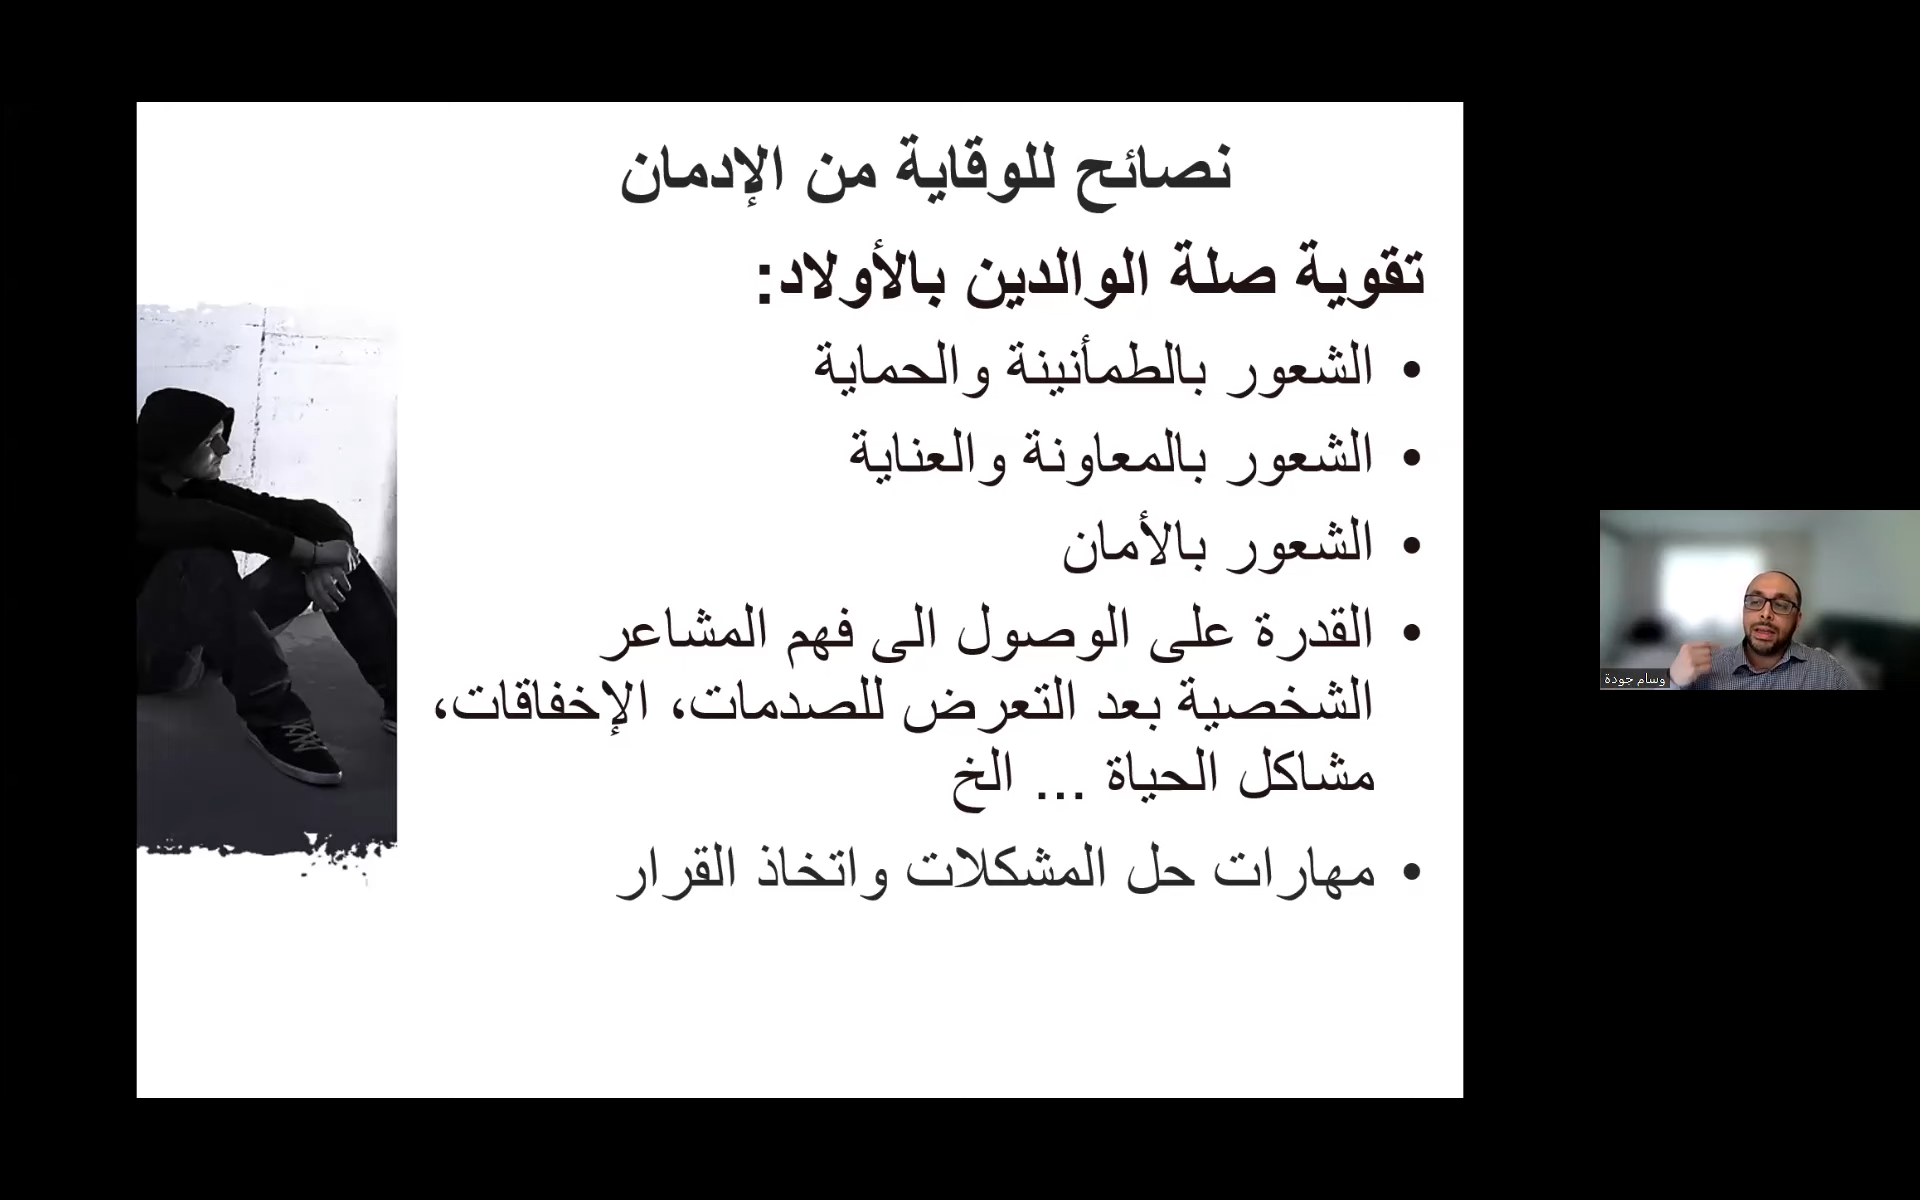 نصائح للوقاية من الإدمان
تقوية صلة الوالدين بالأولاد:
• الشعور بالطمأنينة والحماية
• الشعور بالمعاونة والعناية
• الشعور بالأمان
• القدرة على الوصول الى فهم المشاعر
الشخصية بعد التعرض للصدمات، الإخفاقات،
مشاكل الحياة ... الخ
• مهارات حل المشكلات واتخاذ القرار
وسام جودة